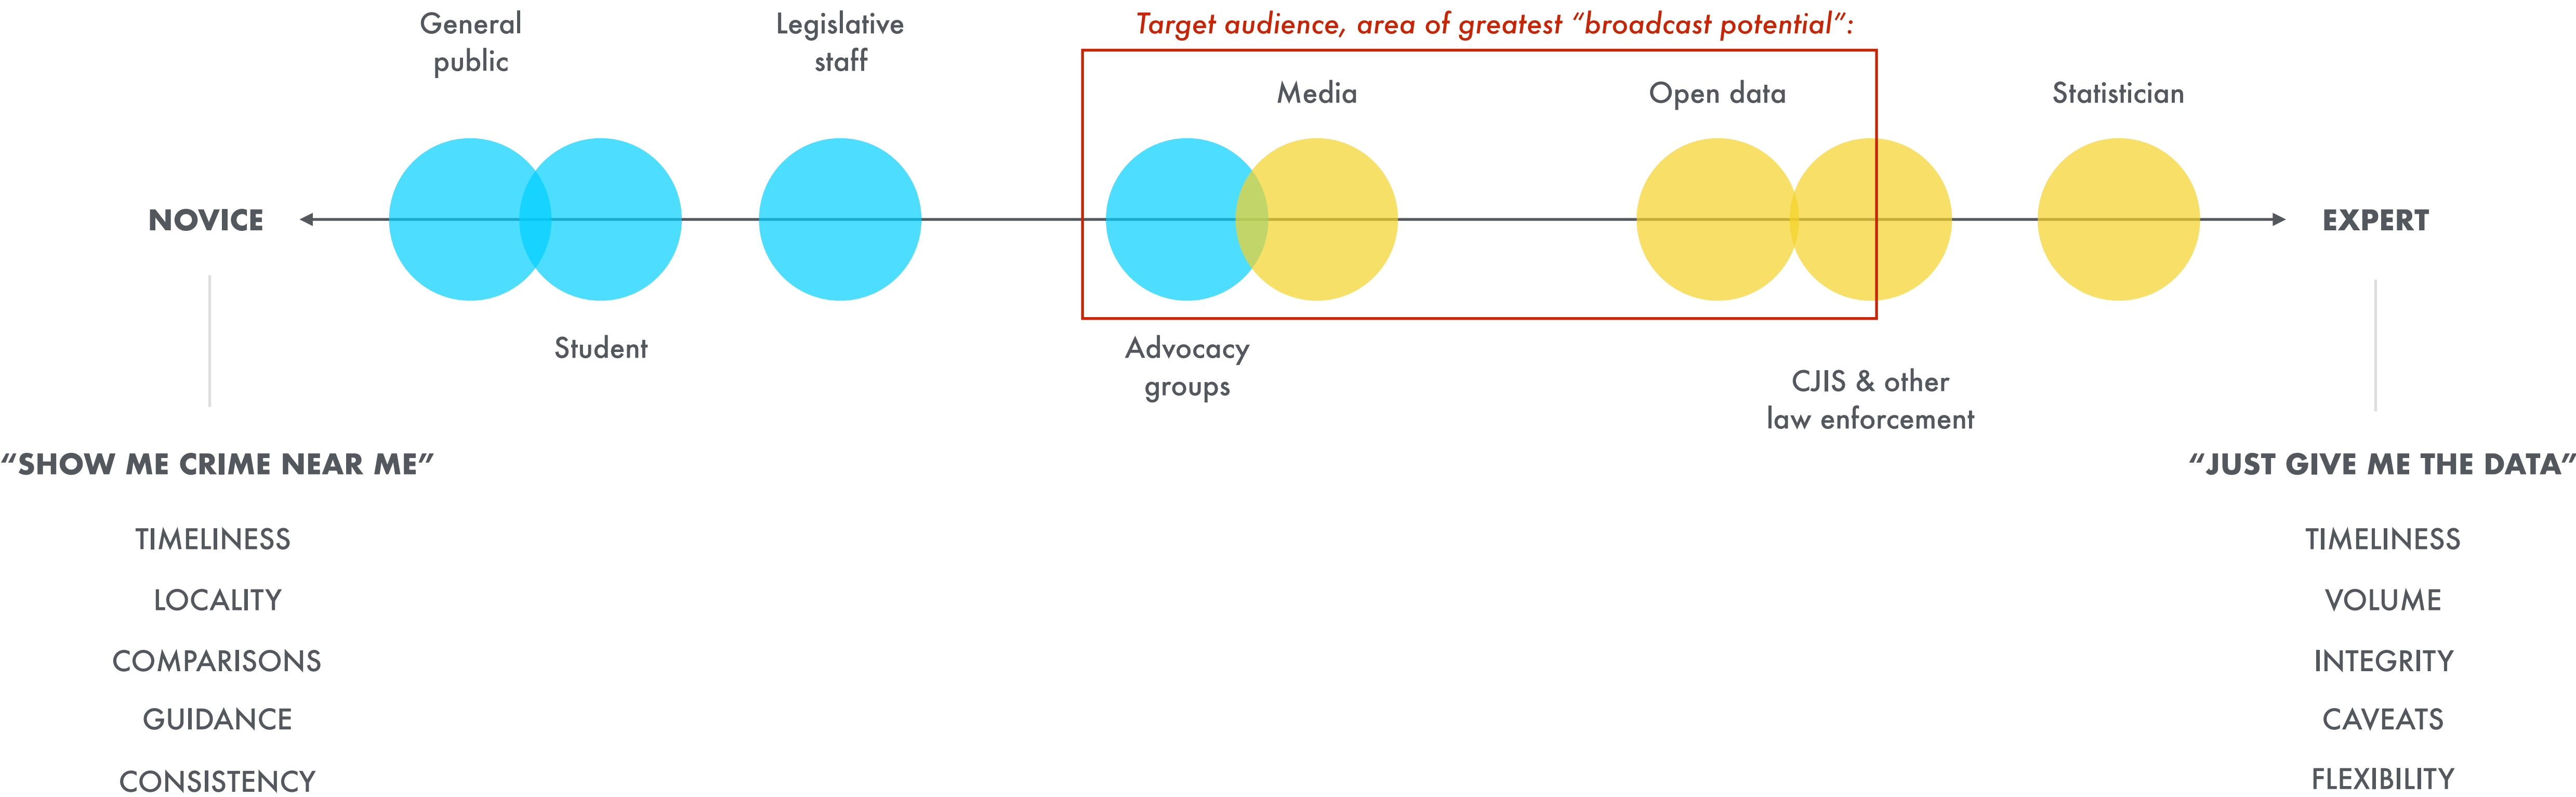 General
public
Legislative
staff
Target audience, area of greatest “broadcast potential”:
Media
Open data
Statistician
NOVICE
EXPERT
Student
Advocacy
groups
CJIS & other
law enforcement
“SHOW ME CRIME NEAR ME”
TIMELINESS
LOCALITY
COMPARISONS
GUIDANCE
CONSISTENCY
“JUST GIVE ME THE DATA”
TIMELINESS
VOLUME
INTEGRITY
CAVEATS
FLEXIBILITY